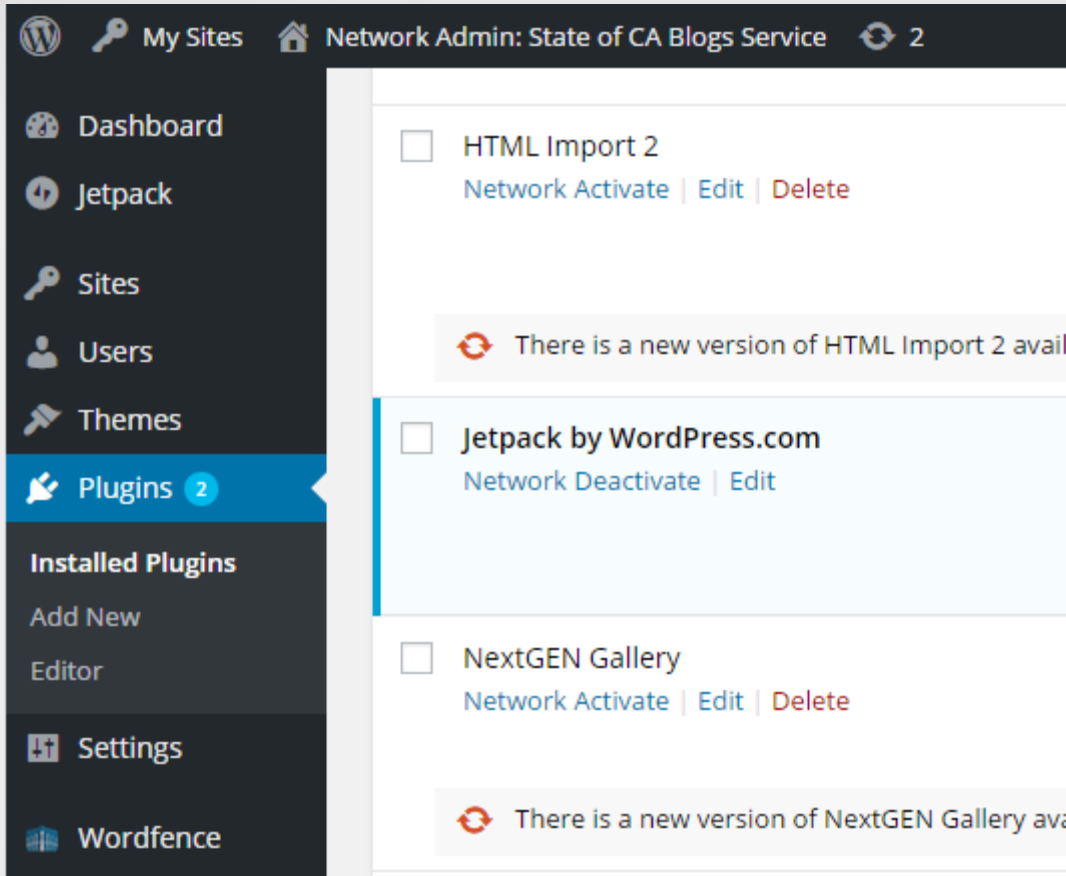 My Sites Network Admin: State of CA Blogs Service 2
Dashboard
Jetpack
Sites
Users
Themes
Plugins 2
Installed Plugins
Add New
Editor
Settings
Wordfence
HTML Import 2
Network Activate | Edit | Delete
There is a new version of HTML Import 2 avail
Jetpack by WordPress.com
Network Deactivate | Edit
NextGEN Gallery
Network Activate | Edit | Delete
There is a new version of NextGEN Gallery ava